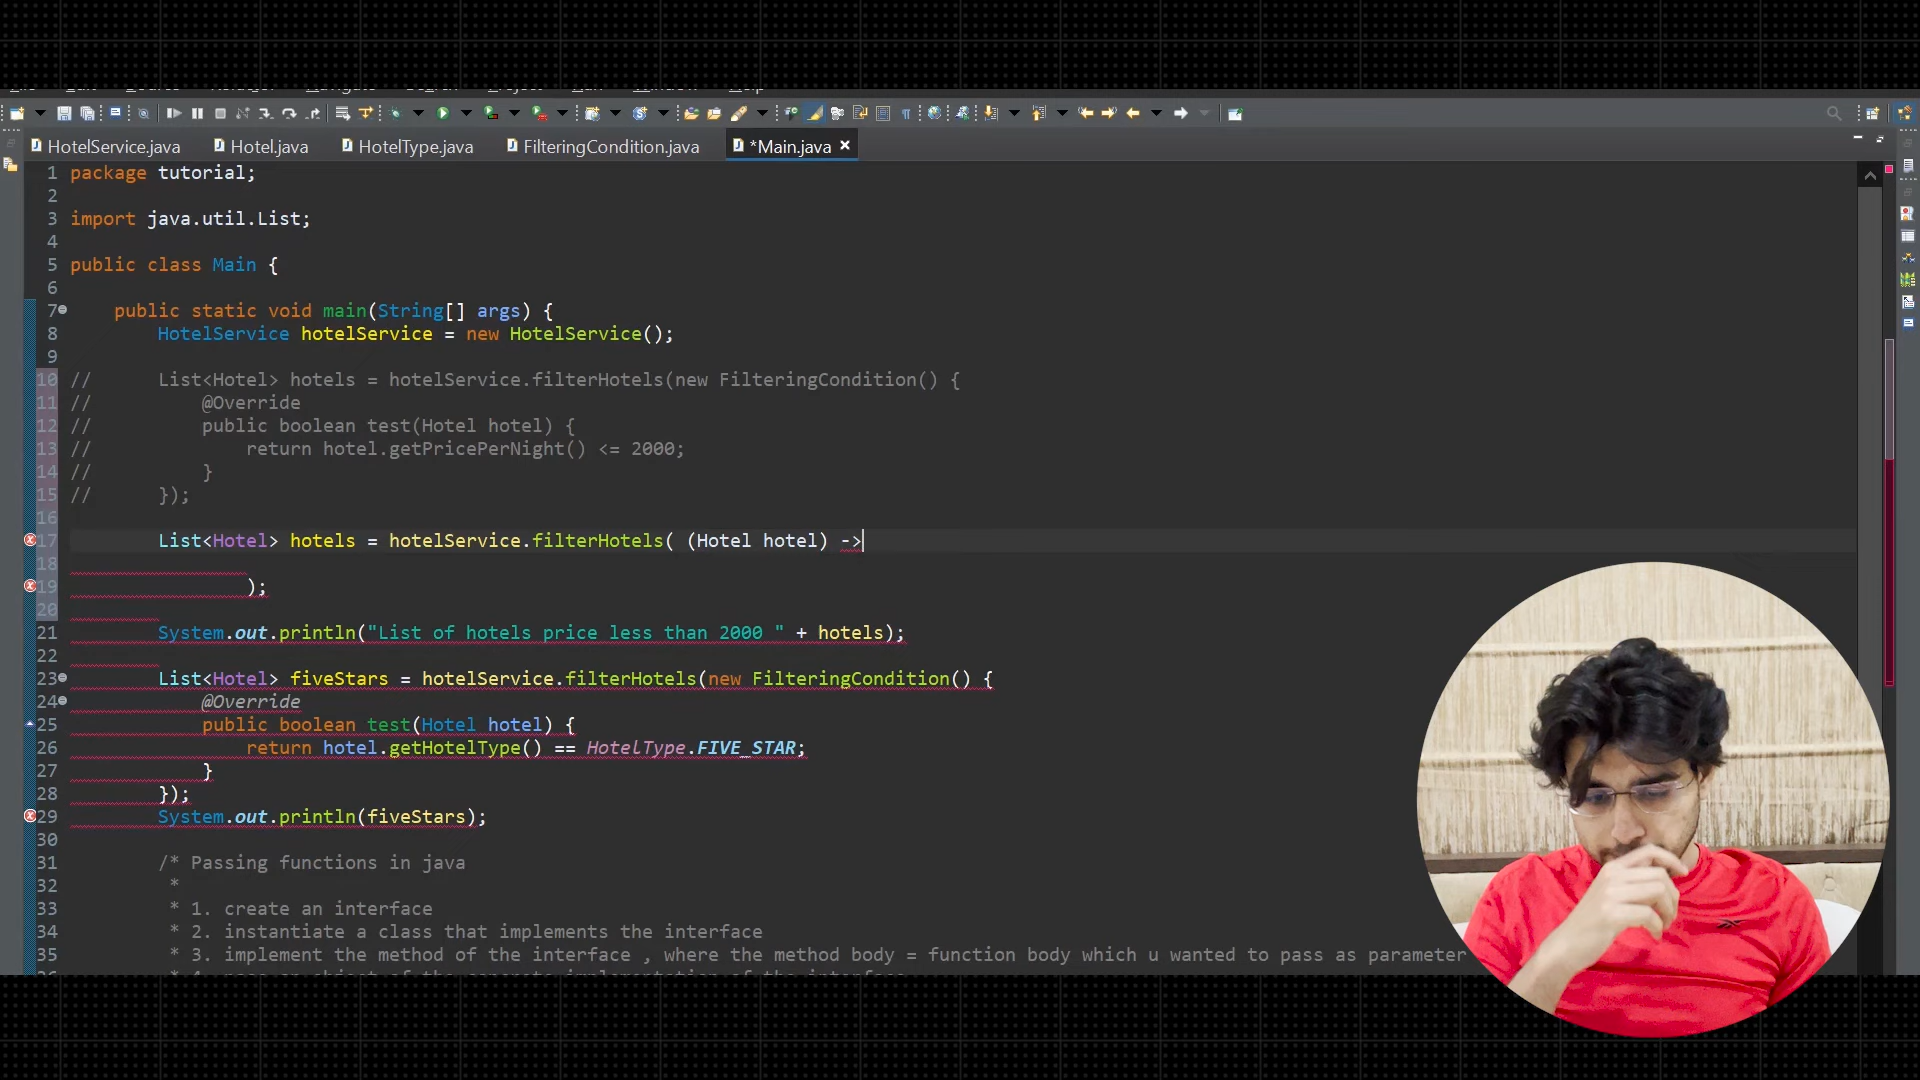 HotelService.java
Hotel.java
HotelType.java
FilteringCondition.java
*Main.java
1 package tutorial;
2
3 import java.util.List;
4
5 public class Main {
6
7 public static void main(String[] args) {
8 HotelService hotelService = new HotelService();
9
10 // List<Hotel> hotels = hotelService.filterHotels(new FilteringCondition() {
11 // @Override
12 // public boolean test(Hotel hotel) {
13 // return hotel.getPricePerNight() <= 2000;
14 // }
15 // });
16
17 List<Hotel> hotels = hotelService.filterHotels( (Hotel hotel) ->
18
19 );
20
21 System.out.println("List of hotels price less than 2000 " + hotels);
22
23 List<Hotel> fiveStars = hotelService.filterHotels(new FilteringCondition() {
24 @Override
25 public boolean test(Hotel hotel) {
26 return hotel.getHotelType() == HotelType.FIVE_STAR;
27 }
28 });
29 System.out.println(fiveStars);
30
31 /* Passing functions in java
32 *
33 * 1. create an interface
34 * 2. instantiate a class that implements the interface
35 * 3. implement the method of the interface , where the method body = function body which u wanted to pass as parameter